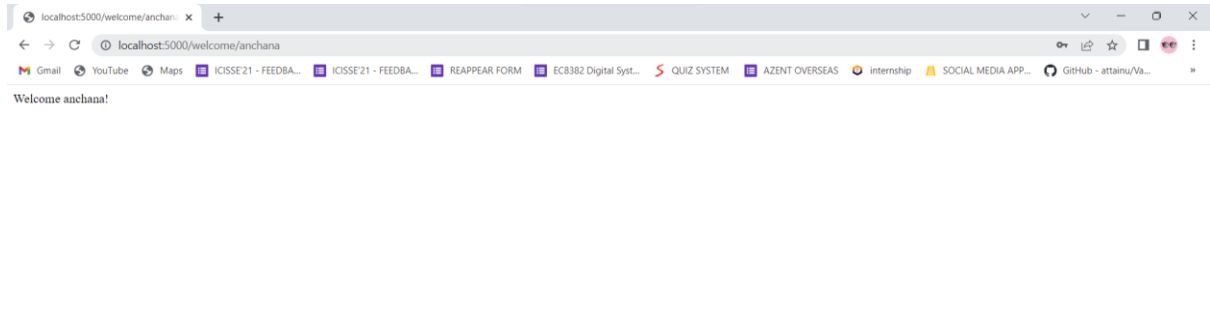 localhost:5000/welcome/anchana
localhost:5000/welcome/anchana
Gmail YouTube Maps ICISSE'21 - FEEDBA... ICISSE'21 - FEEDBA... REAPPEAR FORM EC8382 Digital Syst... QUIZ SYSTEM AZENT OVERSEAS internship SOCIAL MEDIA APP... GitHub - attainu/Va... »
Welcome anchana!